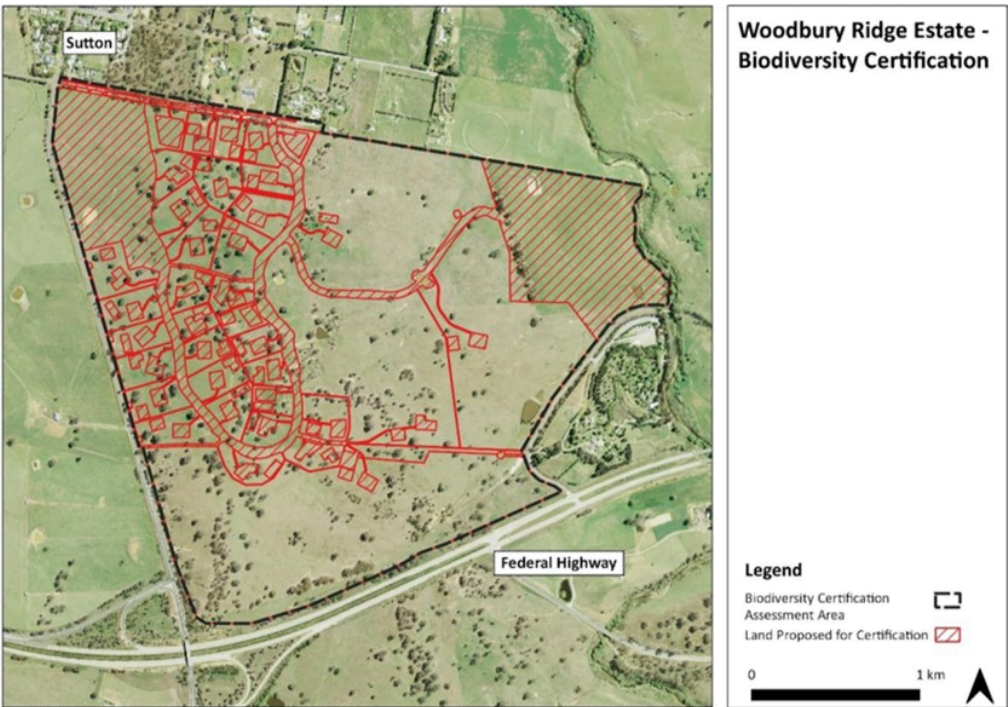 Sutton
Federal Highway
Woodbury Ridge Estate -
Biodiversity Certification
Legend
Biodiversity Certification
Assessment Area
Land Proposed for Certification
0 1 km